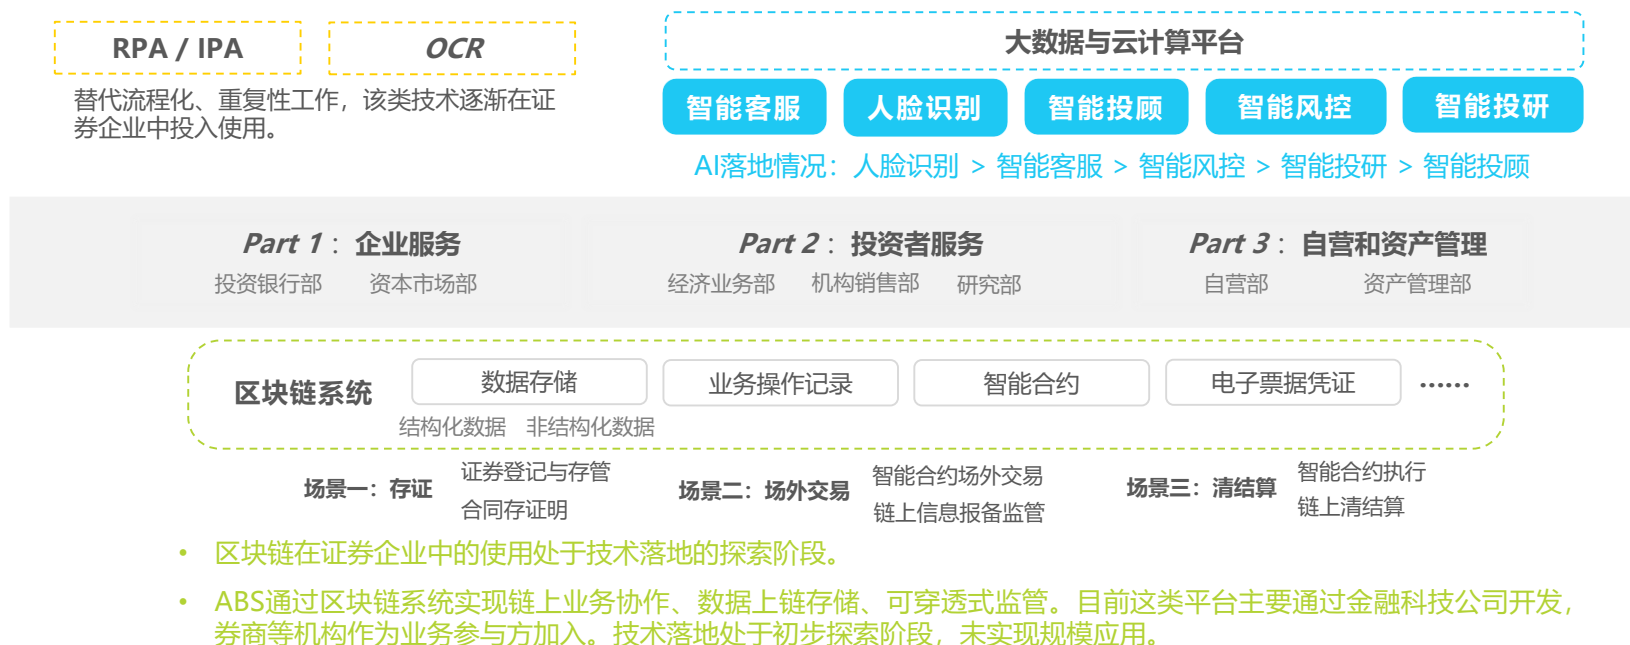 RPA / IPA
OCR
替代流程化、重复性工作，该类技术逐渐在证
券企业中投入使用。
大数据与云计算平台
智能客服
人脸识别
智能投顾
智能风控
智能投研
AI落地情况：人脸识别 > 智能客服 > 智能风控 > 智能投研 > 智能投顾
Part 1：企业服务
投资银行部 资本市场部
Part 2：投资者服务
经济业务部 机构销售部 研究部
Part 3：自营和资产管理
自营部 资产管理部
区块链系统
数据存储
业务操作记录
智能合约
电子票据凭证
……
结构化数据 非结构化数据
场景一：存证
证券登记与存管
合同存证明
场景二：场外交易
智能合约场外交易
链上信息报备监管
场景三：清结算
智能合约执行
链上清结算
• 区块链在证券企业中的使用处于技术落地的探索阶段。
• ABS通过区块链系统实现链上业务协作、数据上链存储、可穿透式监管。目前这类平台主要通过金融科技公司开发，
券商等机构作为业务参与方加入。技术落地处于初步探索阶段，未实现规模应用。